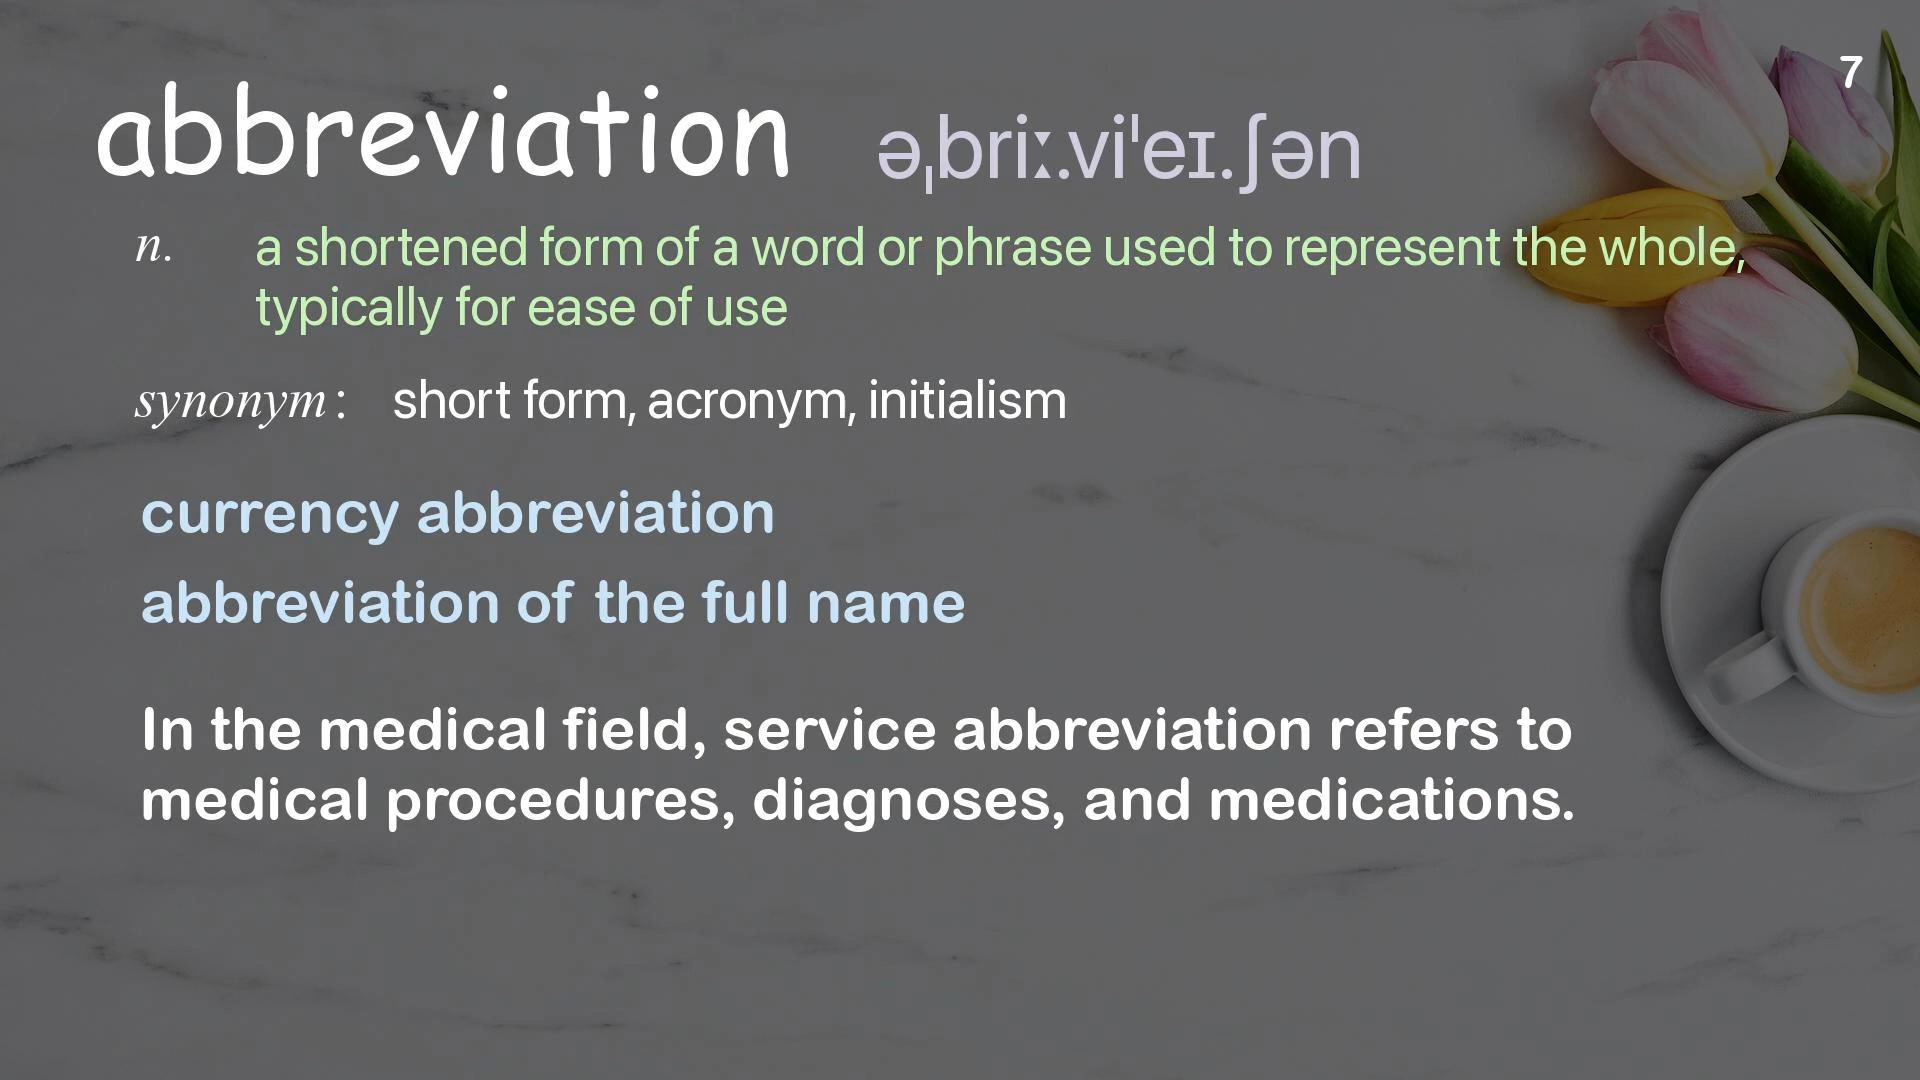 7
abbreviation əˌbriː.viˈeɪ.ʃən
n. a shortened form of a word or phrase used to represent the whole,
typically for ease of use
synonym : short form, acronym, initialism
currency abbreviation
abbreviation of the full name
In the medical field, service abbreviation refers to
medical procedures, diagnoses, and medications.